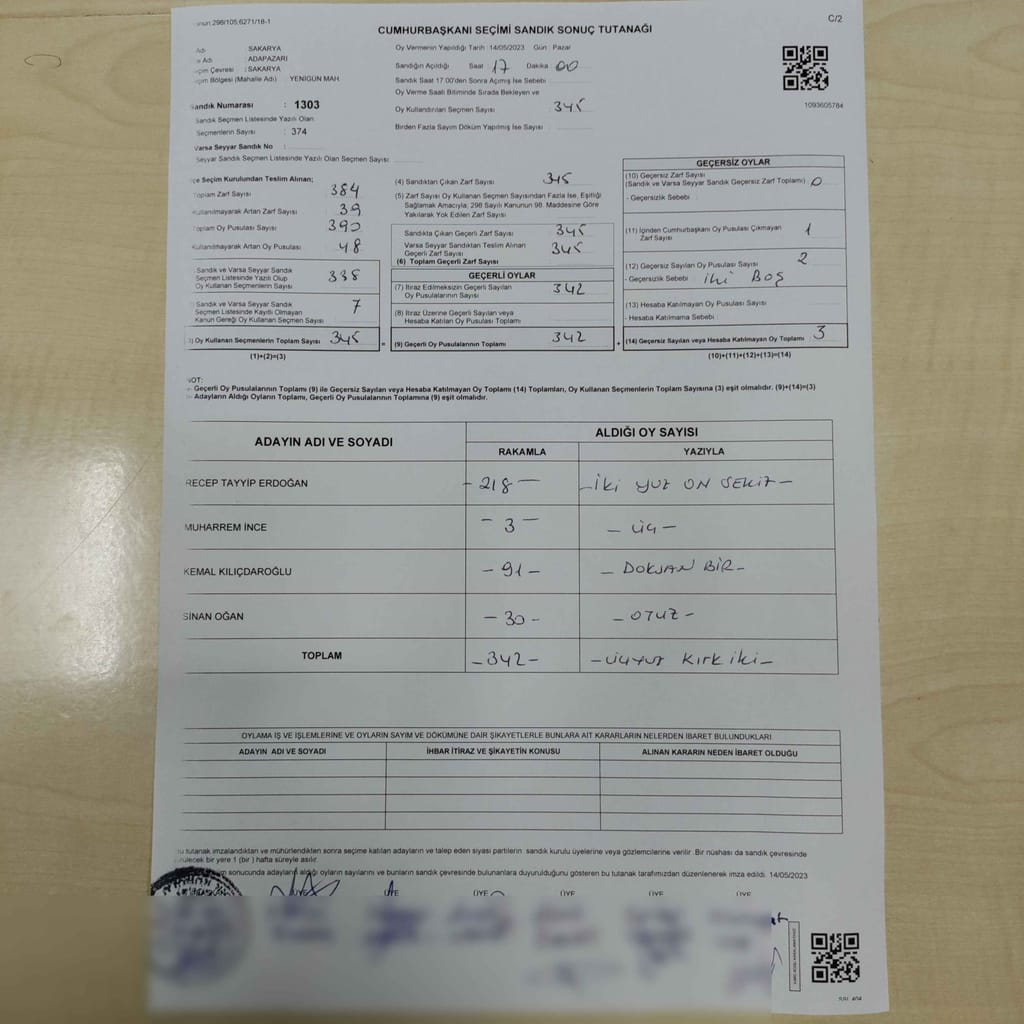 298/105;6271/18-1
C/2
CUMHURBAŞKANI SEÇİMİ SANDIK SONUÇ TUTANAĞI
Adı : SAKARYA
Adı : ADAPAZARI
Çevresi : SAKARYA
Bölgesi (Mahalle Adı) YENİGÜN MAH.
Sandık Numarası : 1303
Sandık Seçmen Listesinde Yazılı Olan
Seçmenlerin Sayısı : 374
Varsa Seyyar Sandık No :
Seyyar Sandık Seçmen Listesinde Yazılı Olan Seçmen Sayısı:
Oy Vermenin Yapıldığı Tarih : 14/05/2023 Gün : Pazar
Sandığın Açıldığı Saat : 17 Dakika : 00
Sandık Saat 17:00'den Sonra Açımış İse Sebebi :
Oy Verme Saati Bitiminde Sırada Bekleyen ve
Oy Kullandırılan Seçmen Sayısı : 345
Birden Fazla Sayım Döküm Yapılmış İse Sayısı :
1093605784
Seçim Kurulundan Teslim Alınan;
Toplam Zarf Sayısı 384
Kullanılmayarak Artan Zarf Sayısı 39
Toplam Oy Pusulası Sayısı 390
Kullanılmayarak Artan Oy Pusulası 48
Sandık ve Varsa Seyyar Sandık
Seçmen Listesinde Yazılı Olup
Oy Kullanan Seçmenlerin Sayısı 338
Sandık ve Varsa Seyyar Sandık
Seçmen Listesinde Kayıtlı Olmayan
Kanun Gereği Oy Kullanan Seçmen Sayısı 7
Oy Kullanan Seçmenlerin Toplam Sayısı 345 =
(1)+(2)=(3)
(4) Sandıktan Çıkan Zarf Sayısı 345
(5) Zarf Sayısı Oy Kullanan Seçmen Sayısından Fazla İse, Eşitliği
Sağlamak Amacıyla, 298 Sayılı Kanunun 98. Maddesine Göre
Yakılarak Yok Edilen Zarf Sayısı
Sandıkta Çıkan Geçerli Zarf Sayısı 345
Varsa Seyyar Sandıktan Teslim Alınan
Geçerli Zarf Sayısı 345
(6) Toplam Geçerli Zarf Sayısı
GEÇERLİ OYLAR
(7) İtiraz Edilmeksizin Geçerli Sayılan
Oy Pusulalarının Sayısı 342
(8) İtiraz Üzerine Geçerli Sayılan veya
Hesaba Katılan Oy Pusulası Toplamı
(9) Geçerli Oy Pusulalarının Toplamı 342 +
GEÇERSİZ OYLAR
(10) Geçersiz Zarf Sayısı
(Sandık ve Varsa Seyyar Sandık Geçersiz Zarf Toplamı) 0
- Geçersizlik Sebebi :
(11) İçinden Cumhurbaşkanı Oy Pusulası Çıkmayan
Zarf Sayısı 1
(12) Geçersiz Sayılan Oy Pusulası Sayısı 2
- Geçersizlik Sebebi : iki Boş
(13) Hesaba Katılmayan Oy Pusulası Sayısı
- Hesaba Katılmama Sebebi :
(14) Geçersiz Sayılan veya Hesaba Katılmayan Oy Toplamı 3
(10)+(11)+(12)+(13)=(14)
NOT:
- Geçerli Oy Pusulalarının Toplamı (9) ile Geçersiz Sayılan veya Hesaba Katılmayan Oy Toplamı (14) Toplamları, Oy Kullanan Seçmenlerin Toplam Sayısına (3) eşit olmalıdır. (9)+(14)=(3)
- Adayların Aldığı Oyların Toplamı, Geçerli Oy Pusulalarının Toplamına (9) eşit olmalıdır.
ADAYIN ADI VE SOYADI
ALDIĞI OY SAYISI
RAKAMLA YAZIYLA
RECEP TAYYİP ERDOĞAN - 218 - - İKİ YÜZ ON SEKİZ -
MUHARREM İNCE - 3 - - ÜÇ -
KEMAL KILIÇDAROĞLU - 91 - - DOKSAN BİR -
SİNAN OĞAN - 30 - - OTUZ -
TOPLAM - 342 - - üçyüz kırk iki -
OYLAMA İŞ VE İŞLEMLERİNE VE OYLARIN SAYIM VE DÖKÜMÜNE DAİR ŞİKAYETLERLE BUNLARA AİT KARARLARIN NELERDEN İBARET BULUNDUKLARI
ADAYIN ADI VE SOYADI İHBAR İTİRAZ VE ŞİKAYETİN KONUSU ALINAN KARARIN NEDEN İBARET OLDUĞU
tutanak imzalandıktan ve mühürlendikten sonra seçime katılan adayların ve talep eden siyasi partilerin sandık kurulu üyelerine veya gözlemcilerine verilir. Bir nüshası da sandık çevresinde
bir yere 1 (bir) hafta süreyle asılır.
sonucunda adayların aldığı oyların sayılarını ve bunların sandık çevresinde bulunanlara duyurulduğunu gösteren bu tutanak tarafımızdan düzenlenerek imza edildi. 14/05/2023
ÜYE ÜYE ÜYE ÜYE ÜYE ÜYE